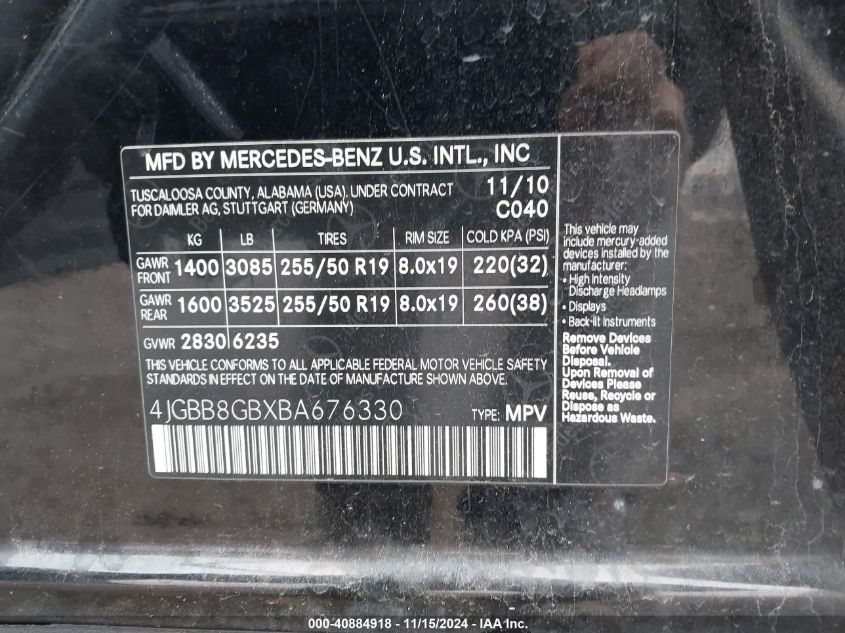 MFD BY MERCEDES-BENZ U.S. INTL., INC
TUSCALOOSA COUNTY, ALABAMA (USA). UNDER CONTRACT 11/10
FOR DAIMLER AG, STUTTGART (GERMANY) C040
KG LB TIRES RIM SIZE COLD KPA (PSI)
GAWR FRONT 1400 3085 255/50 R19 8.0x19 220(32)
GAWR REAR 1600 3525 255/50 R19 8.0x19 260(38)
GVWR 2830 6235
THIS VEHICLE CONFORMS TO ALL APPLICABLE FEDERAL MOTOR VEHICLE SAFETY
STANDARDS IN EFFECT ON THE DATE OF MANUFACTURE SHOWN ABOVE.
4JGBB8GBXBA676330 TYPE: MPV
This vehicle may
include mercury-added
devices installed by the
manufacturer:
• High Intensity
Discharge Headlamps
• Displays
• Back-lit Instruments
Remove Devices
Before Vehicle
Disposal.
Upon Removal of
Devices Please
Reuse, Recycle or
Dispose as
Hazardous Waste.
000-40884918 - 11/15/2024 - IAA Inc.